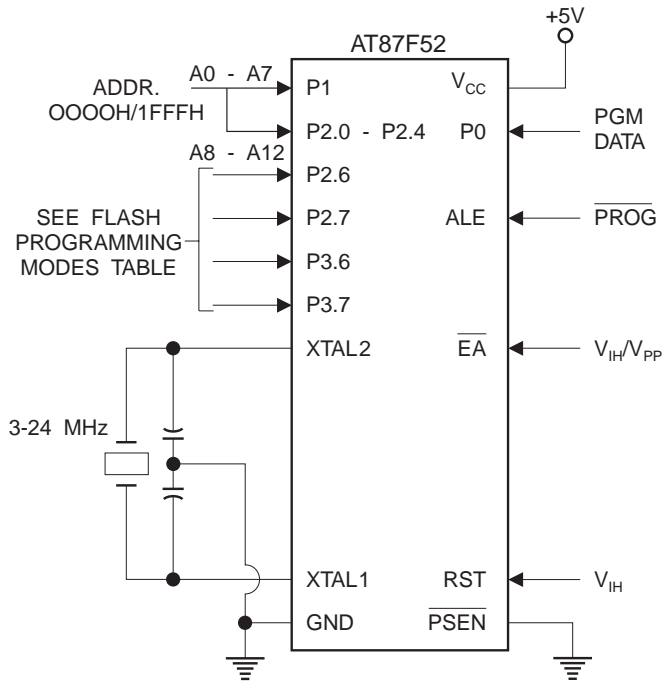 +5V
AT87F52
ADDR.
OOOOH/1FFFH
A0 - A7
P1
VCC
P2.0 - P2.4
P0
PGM
DATA
A8 - A12
P2.6
SEE FLASH
PROGRAMMING
MODES TABLE
P2.7
ALE
PROG
P3.6
P3.7
XTAL2
EA
VIH/VPP
3-24 MHz
XTAL1
RST
VIH
GND
PSEN